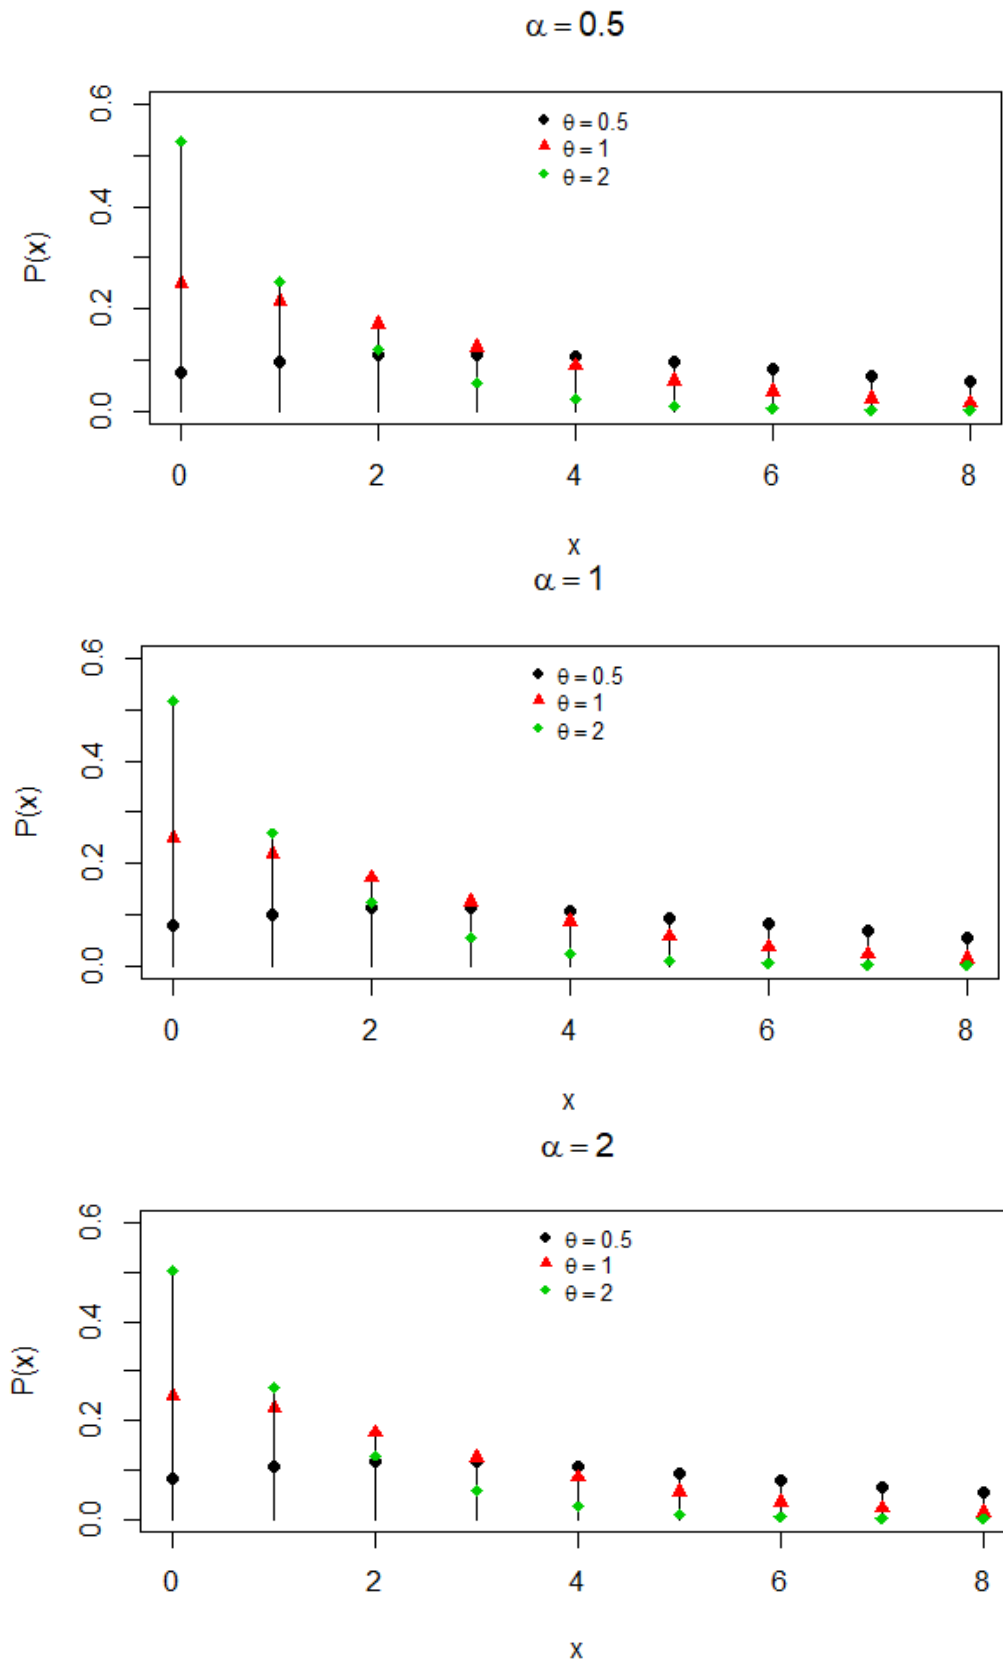 α = 0.5
P(x)
0.6
0.4
0.2
0.0
θ = 0.5
θ = 1
θ = 2
0 2 4 6 8
x
α = 1
P(x)
0.6
0.4
0.2
0.0
θ = 0.5
θ = 1
θ = 2
0 2 4 6 8
x
α = 2
P(x)
0.6
0.4
0.2
0.0
θ = 0.5
θ = 1
θ = 2
0 2 4 6 8
x